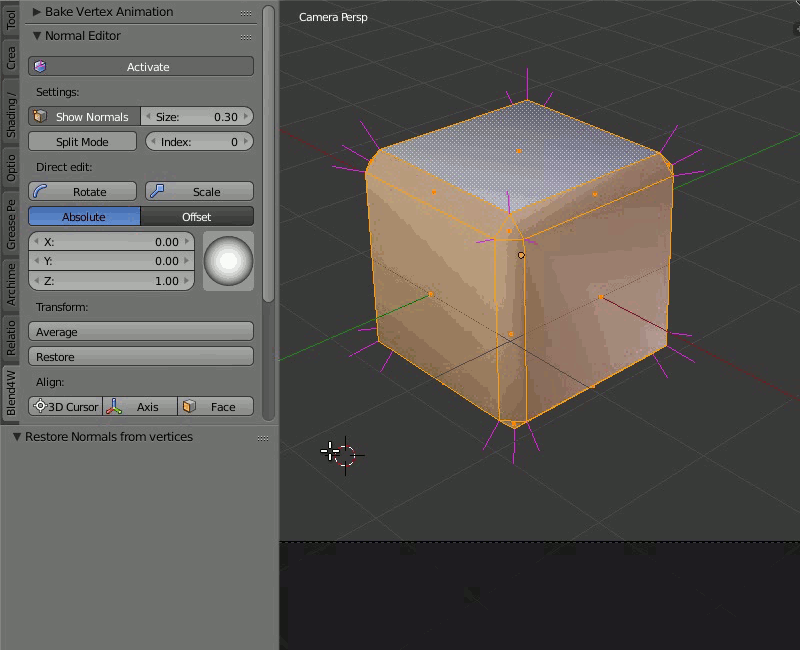 Bake Vertex Animation
Normal Editor
Activate
Settings:
Show Normals
Size: 0.30
Split Mode
Index: 0
Direct edit:
Rotate
Scale
Absolute
Offset
X: 0.00
Y: 0.00
Z: 1.00
Transform:
Average
Restore
Align:
3D Cursor
Axis
Face
Restore Normals from vertices
Tool
Crea
Shading /
Optio
Grease Pe
Archime
Relatio
Blend4W
Camera Persp